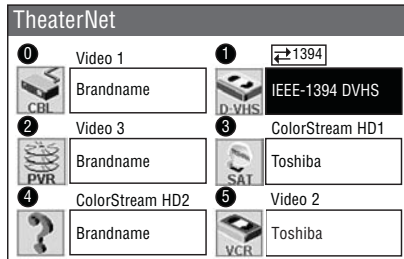 TheaterNet
0 Video 1
CBL Brandname
1 1394
D-VHS IEEE-1394 DVHS
2 Video 3
PVR Brandname
3 ColorStream HD1
SAT Toshiba
4 ColorStream HD2
? Brandname
5 Video 2
VCR Toshiba